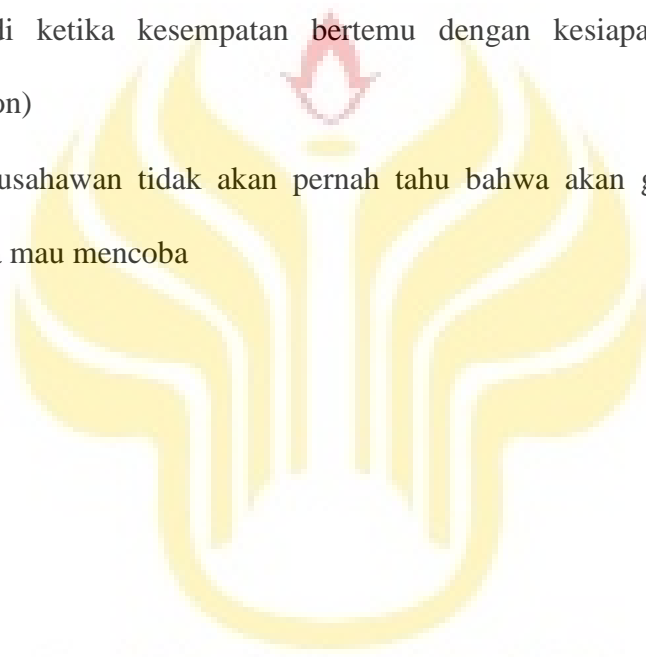 di ketika kesempatan bertemu dengan kesiapa
on)
usahawan tidak akan pernah tahu bahwa akan g
mau mencoba